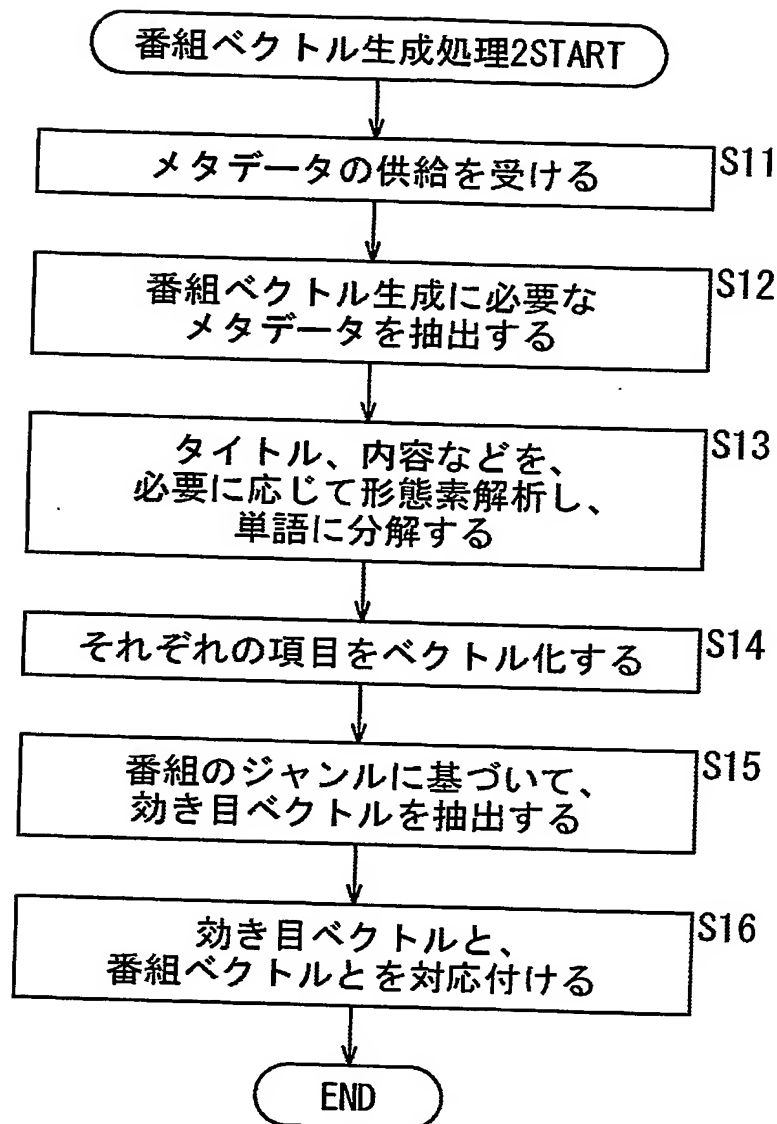 番組ベクトル生成処理2START
メタデータの供給を受ける
S11
番組ベクトル生成に必要な
メタデータを抽出する
S12
タイトル、内容などを、
必要に応じて形態素解析し、
単語に分解する
S13
それぞれの項目をベクトル化する
S14
番組のジャンルに基づいて、
効き目ベクトルを抽出する
S15
効き目ベクトルと、
番組ベクトルとを対応付ける
S16
END